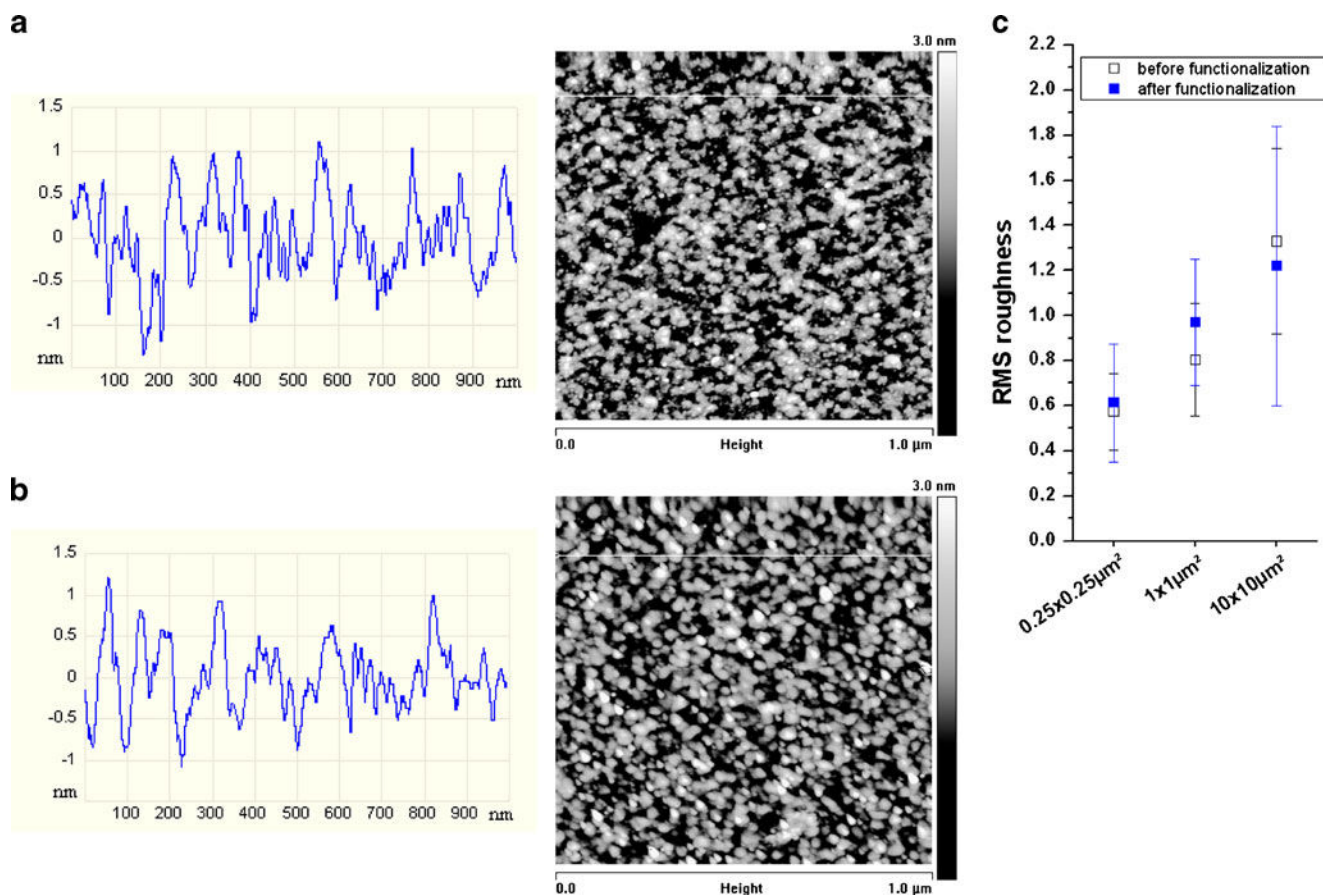 a
1.5
1
0.5
0
-0.5
-1
nm
100 200 300 400 500 600 700 800 900 nm
3.0 nm
0.0 Height 1.0 µm
b
1.5
1
0.5
0
-0.5
-1
nm
100 200 300 400 500 600 700 800 900 nm
3.0 nm
0.0 Height 1.0 µm
c
RMS roughness
2.2
2.0
1.8
1.6
1.4
1.2
1.0
0.8
0.6
0.4
0.2
0.0
before functionalization
after functionalization
0.25x0.25µm²
1x1µm²
10x10µm²